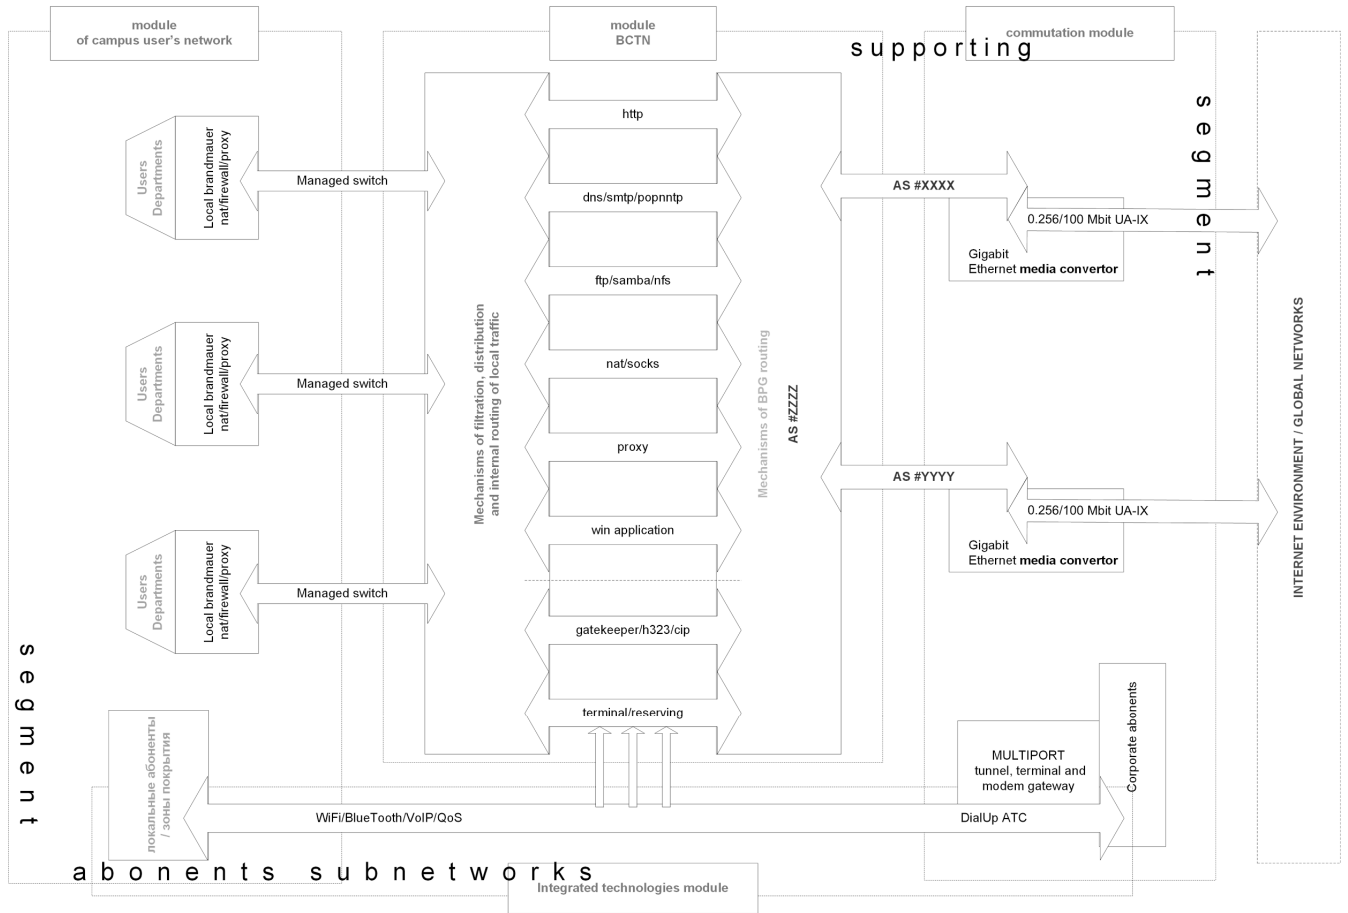 module
of campus user's network
module
BCTN
commutation module
supporting
segment
http
dns/smtp/popnntp
ftp/samba/nfs
nat/socks
proxy
win application
gatekeeper/h323/cip
terminal/reserving
Users
Departments
Local brandmauer
nat/firewall/proxy
Managed switch
Users
Departments
Local brandmauer
nat/firewall/proxy
Managed switch
Users
Departments
Local brandmauer
nat/firewall/proxy
Managed switch
Mechanisms of filtration, distribution
and internal routing of local traffic
Mechanisms of BPG routing
AS #ZZZZ
AS #XXXX
0.256/100 Mbit UA-IX
Gigabit
Ethernet media convertor
AS #YYYY
0.256/100 Mbit UA-IX
Gigabit
Ethernet media convertor
INTERNET ENVIRONMENT / GLOBAL NETWORKS
segment
локальные абоненты
/ зоны покрытия
WiFi/BlueTooth/VoIP/QoS
MULTIPORT
tunnel, terminal and
modem gateway
DialUp ATC
Corporate abonents
abonents subnetworks
Integrated technologies module